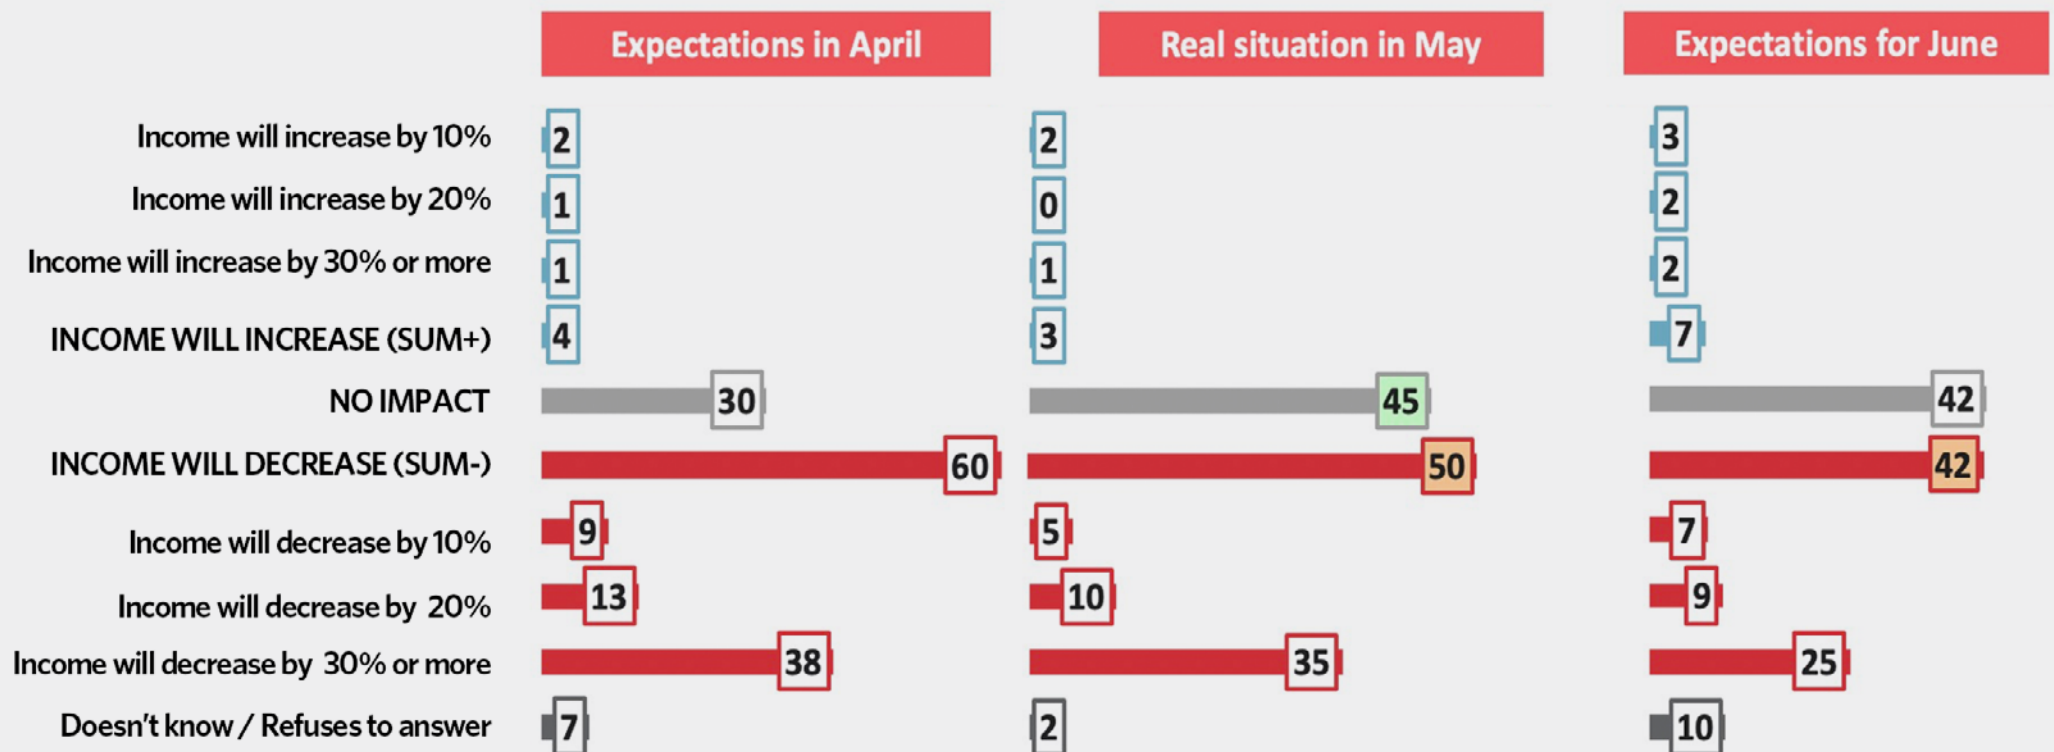 Expectations in April Real situation in May Expectations for June
Income will increase by 10% 2 2 3
Income will increase by 20% 1 0 2
Income will increase by 30% or more 1 1 2
INCOME WILL INCREASE (SUM+) 4 3 7
NO IMPACT 30 45 42
INCOME WILL DECREASE (SUM-) 60 50 42
Income will decrease by 10% 9 5 7
Income will decrease by 20% 13 10 9
Income will decrease by 30% or more 38 35 25
Doesn't know / Refuses to answer 7 2 10